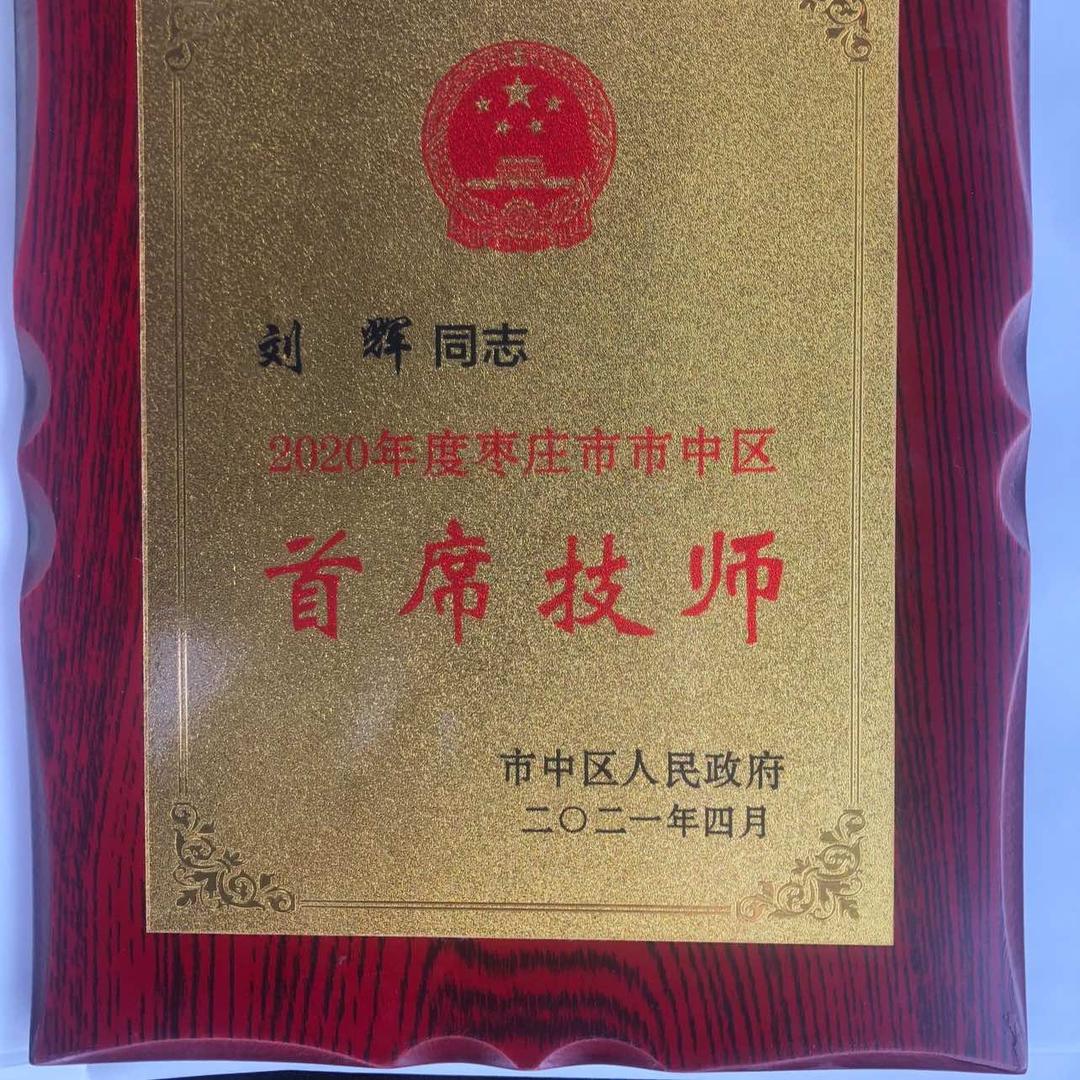 刘 辉同志
2020年度枣庄市市中区
首席技师
市中区人民政府
二〇二一年四月